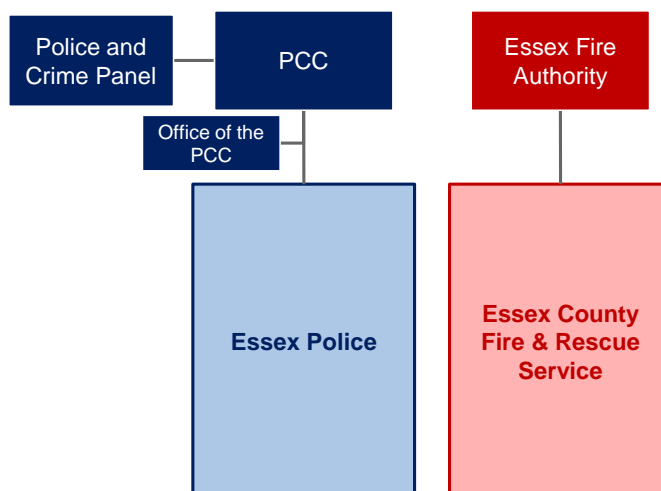 Police and
Crime Panel
PCC
Essex Fire
Authority
Office of the
PCC
Essex Police
Essex County
Fire & Rescue
Service